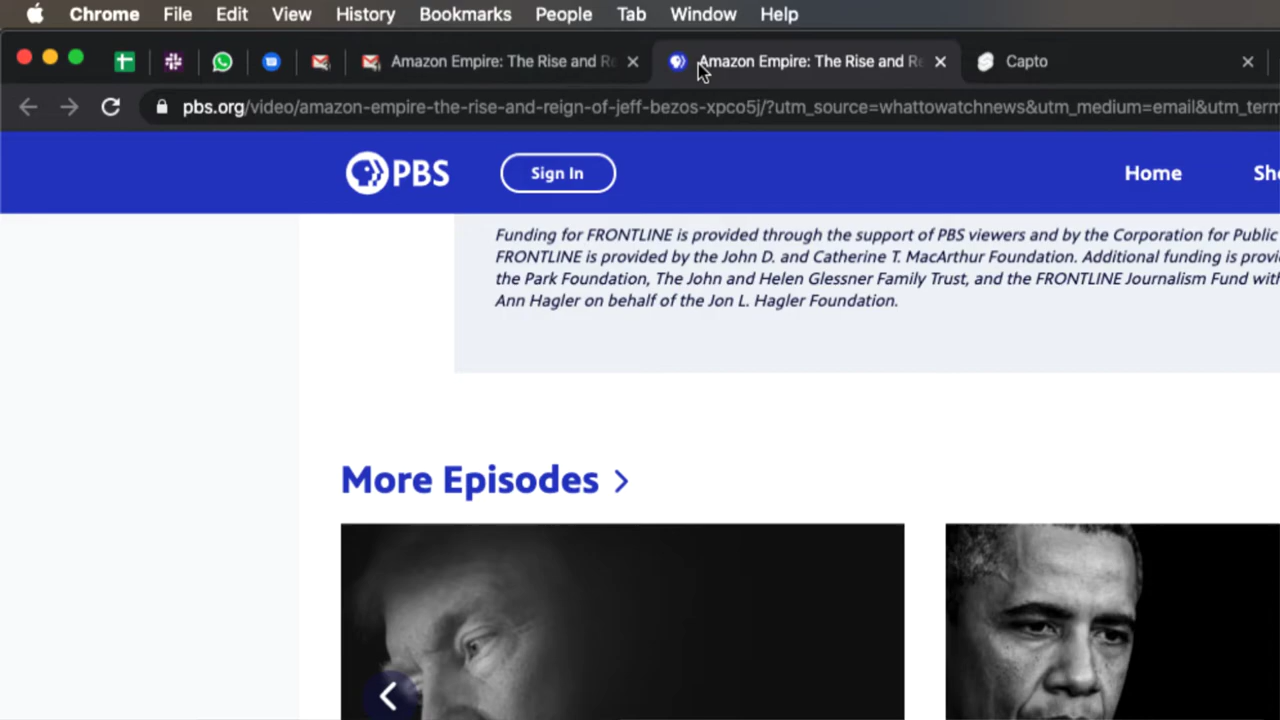 Chrome File Edit View History Bookmarks People Tab Window Help
Amazon Empire: The Rise and Re Amazon Empire: The Rise and Re Capto
pbs.org/video/amazon-empire-the-rise-and-reign-of-jeff-bezos-xpco5j/?utm_source=whattowatchnews&utm_medium=email&utm_term
PBS Sign In Home Sho
Funding for FRONTLINE is provided through the support of PBS viewers and by the Corporation for Public
FRONTLINE is provided by the John D. and Catherine T. MacArthur Foundation. Additional funding is provi
the Park Foundation, The John and Helen Glessner Family Trust, and the FRONTLINE Journalism Fund with
Ann Hagler on behalf of the Jon L. Hagler Foundation.
More Episodes